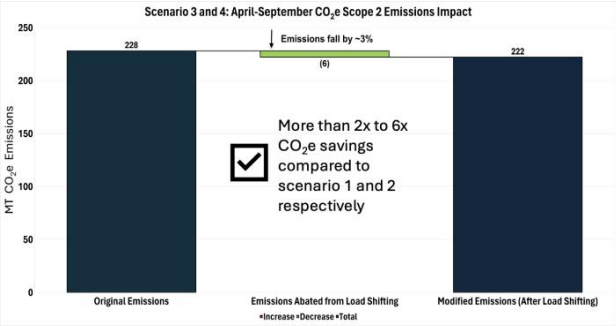 Scenario 3 and 4: April-September CO₂e Scope 2 Emissions Impact
MT CO₂e Emissions
250
200
150
100
50
0
228
Emissions fall by ~3%
(6)
222
More than 2x to 6x
CO₂e savings
compared to
scenario 1 and 2
respectively
Original Emissions
Emissions Abated from Load Shifting
Modified Emissions (After Load Shifting)
Increase Decrease Total